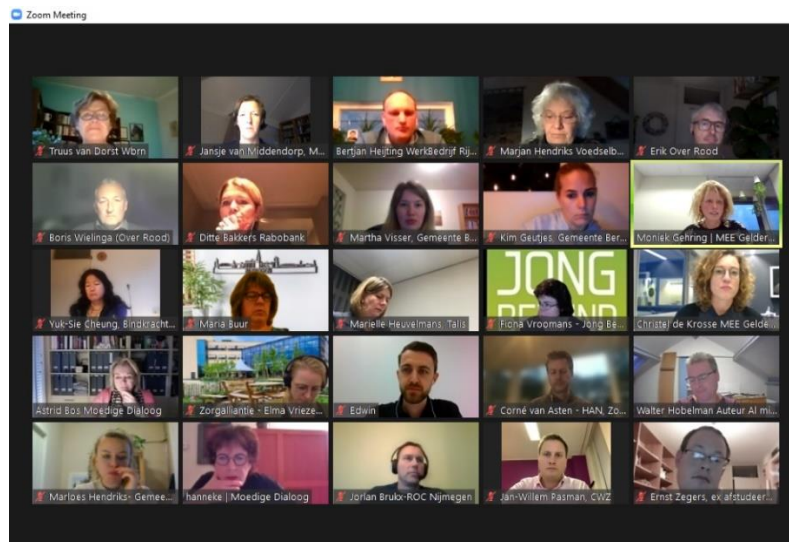 Zoom Meeting
Truus van Dorst Wbrn
Jansje van Middendorp, M...
Bertjan Heijting WerkBedrijf Rij...
Marjan Hendriks Voedselb...
Erik Over Rood
Boris Wielinga (Over Rood)
Ditte Bakkers Rabobank
Martha Visser, Gemeente B...
Kim Geutjes, Gemeente Ber...
Moniek Gehring | MEE Gelder...
Yuk-Sie Cheung, Bindkracht...
Maria Buur
Marielle Heuvelmans, Talis
JONG
Fiona Vroomans - Jong Be...
Christel de Krosse MEE Gelde...
Astrid Bos Moedige Dialoog
Zorgalliantie - Elma Vrieze...
Edwin
Corné van Asten - HAN, Zo...
Walter Hobelman Auteur Al mi...
Marloes Hendriks- Gemee...
hanneke | Moedige Dialoog
Jorlan Brukx-ROC Nijmegen
Jan-Willem Pasman, CWZ
Ernst Zegers, ex afstudeer...